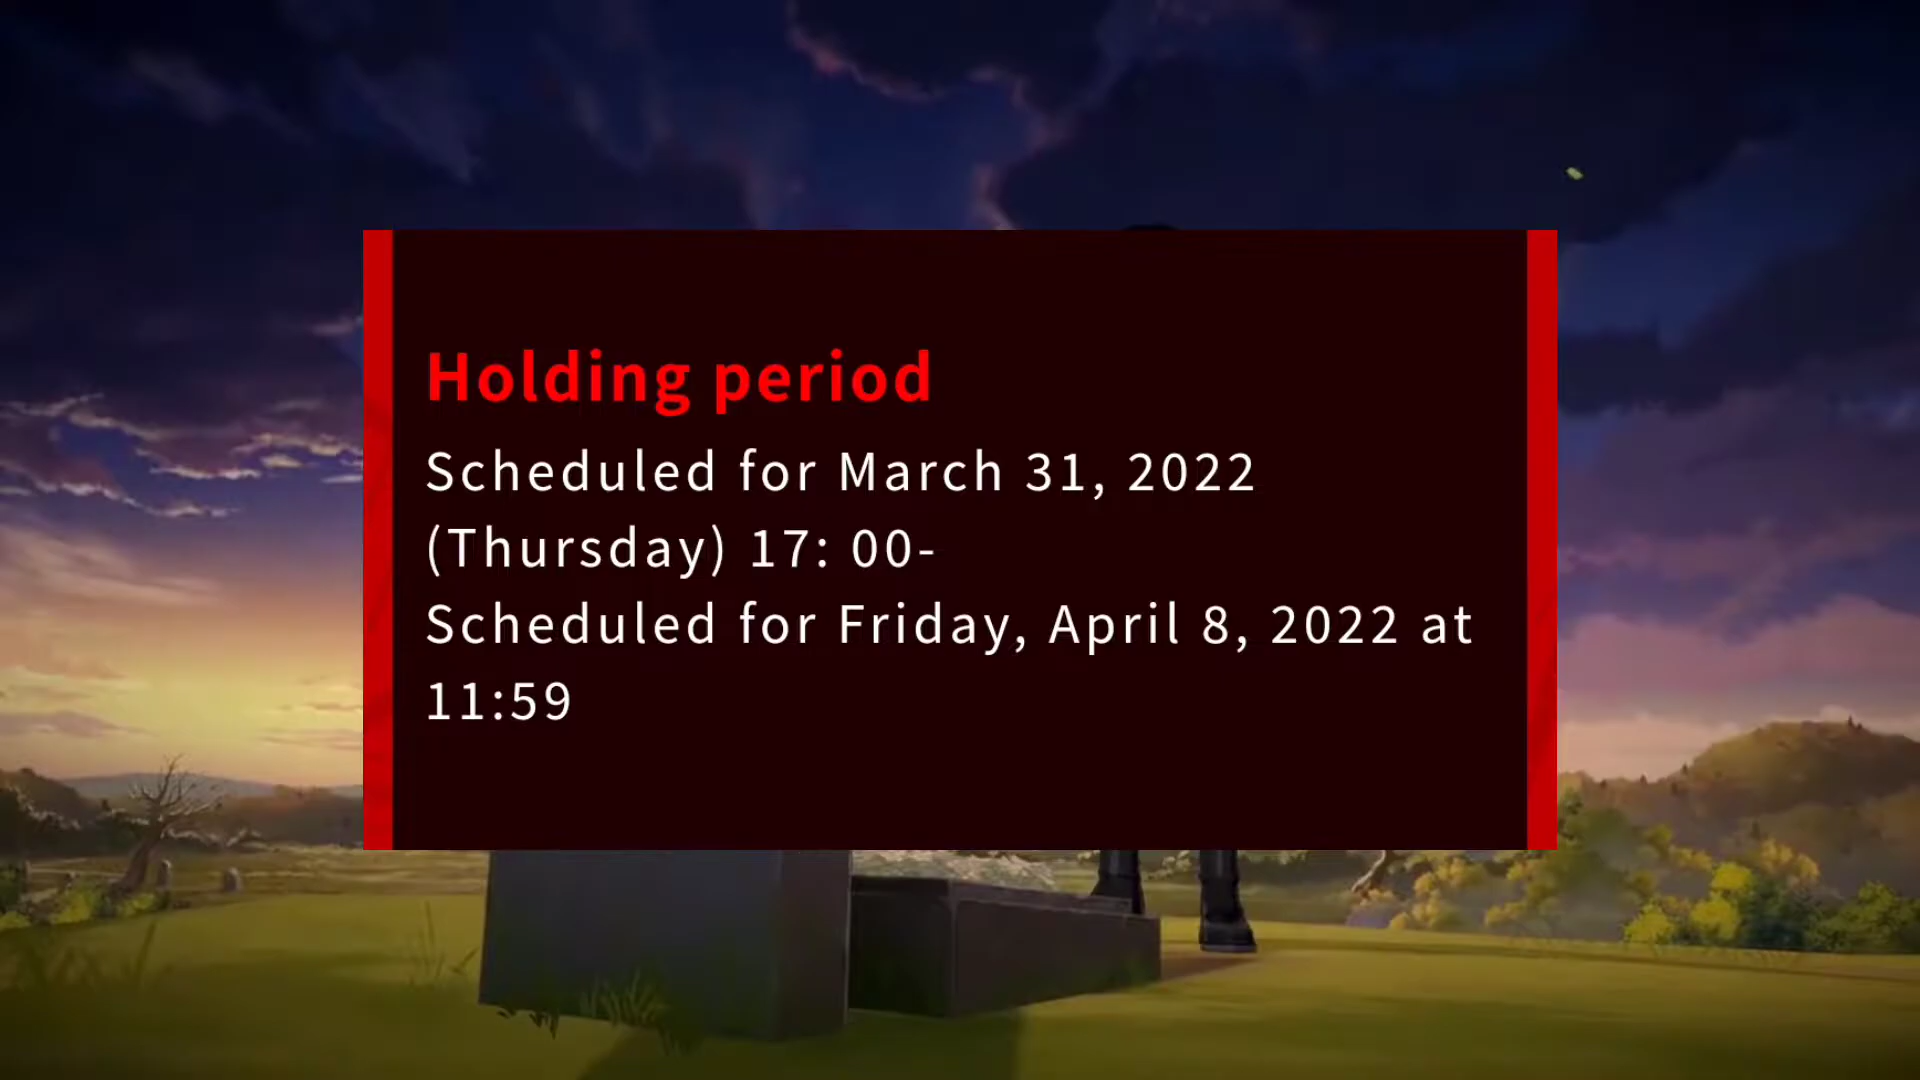 Holding period
Scheduled for March 31, 2022
(Thursday) 17: 00-
Scheduled for Friday, April 8, 2022 at
11:59